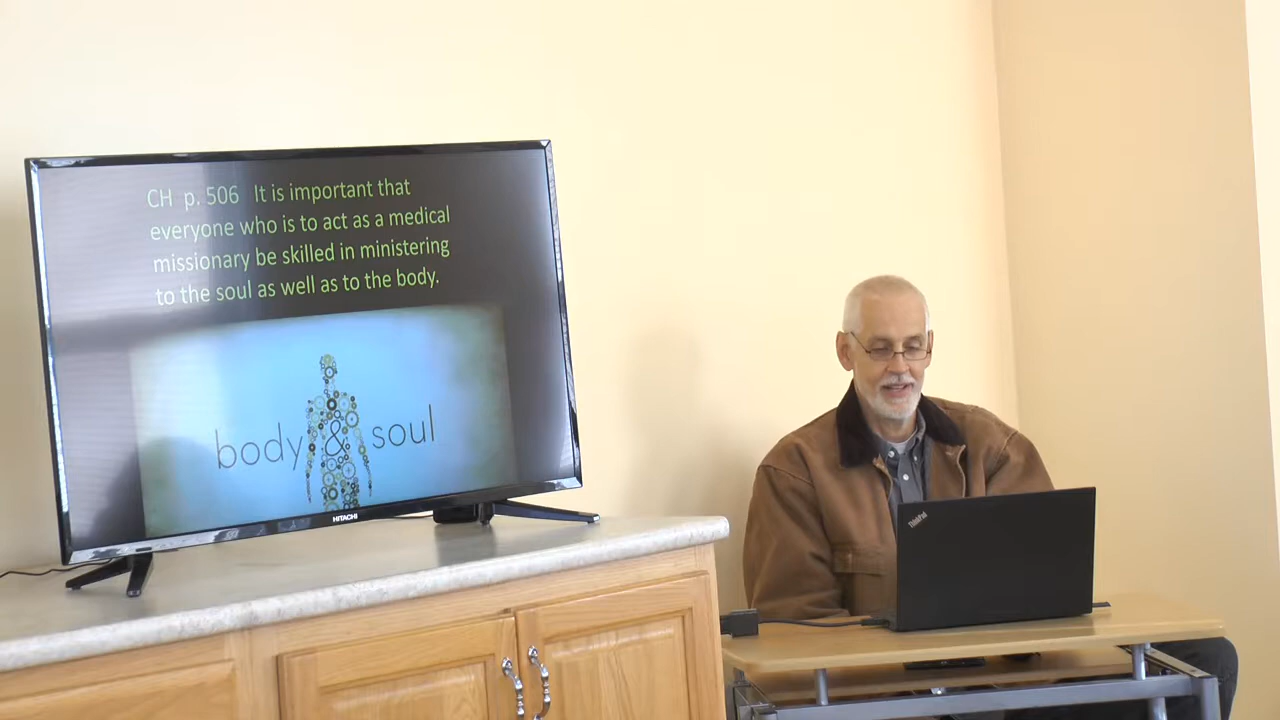 CH p. 506 It is important that
everyone who is to act as a medical
missionary be skilled in ministering
to the soul as well as to the body.
body & soul
HITACHI
ThinkPad